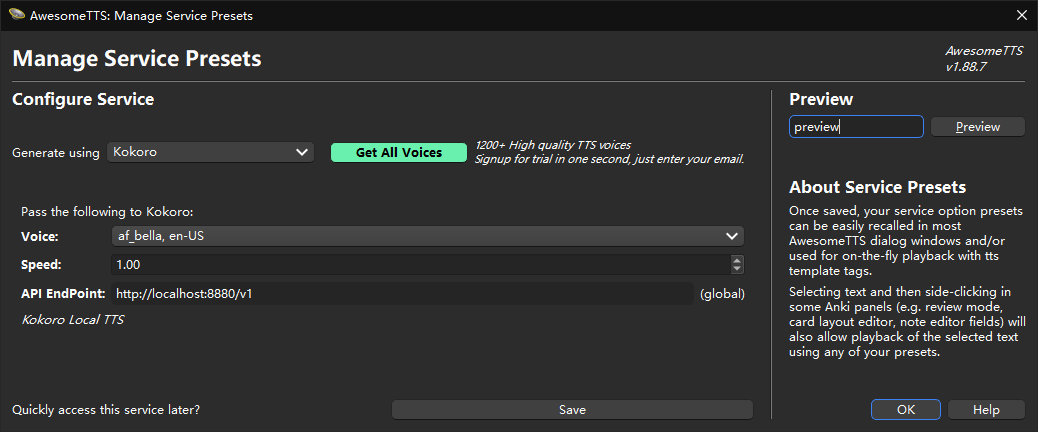 AwesomeTTS: Manage Service Presets
Manage Service Presets
AwesomeTTS
v1.88.7
Configure Service
Generate using
Kokoro
Get All Voices
1200+ High quality TTS voices
Signup for trial in one second, just enter your email.
Pass the following to Kokoro:
Voice:
af_bella, en-US
Speed:
1.00
API EndPoint:
http://localhost:8880/v1
(global)
Kokoro Local TTS
Quickly access this service later?
Save
Preview
preview
Preview
About Service Presets
Once saved, your service option presets
can be easily recalled in most
AwesomeTTS dialog windows and/or
used for on-the-fly playback with tts
template tags.
Selecting text and then side-clicking in
some Anki panels (e.g. review mode,
card layout editor, note editor fields) will
also allow playback of the selected text
using any of your presets.
OK
Help